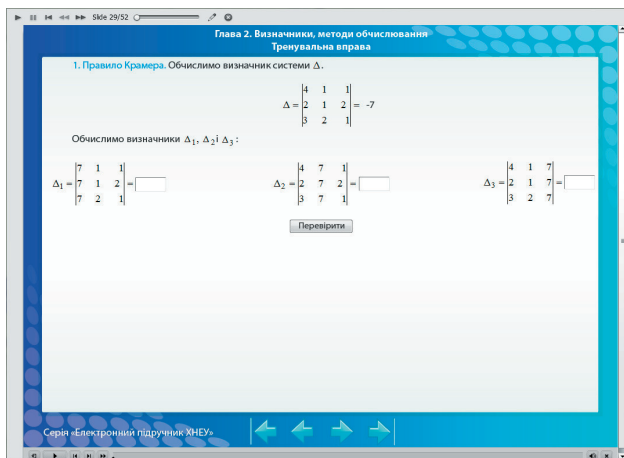 Slide 29/52
Глава 2. Визначники, методи обчислювання
Тренувальна вправа
1. Правило Крамера. Обчислимо визначник системи Δ.
|4 1 1|
Δ = |2 1 2| = -7
|3 2 1|
Обчислимо визначники Δ₁, Δ₂ і Δ₃ :
|7 1 1| |4 7 1| |4 1 7|
Δ₁ = |7 1 2| = Δ₂ = |2 7 2| = Δ₃ = |2 1 7| =
|7 2 1| |3 7 1| |3 2 7|
Перевірити
Серія «Електронний підручник ХНЕУ»